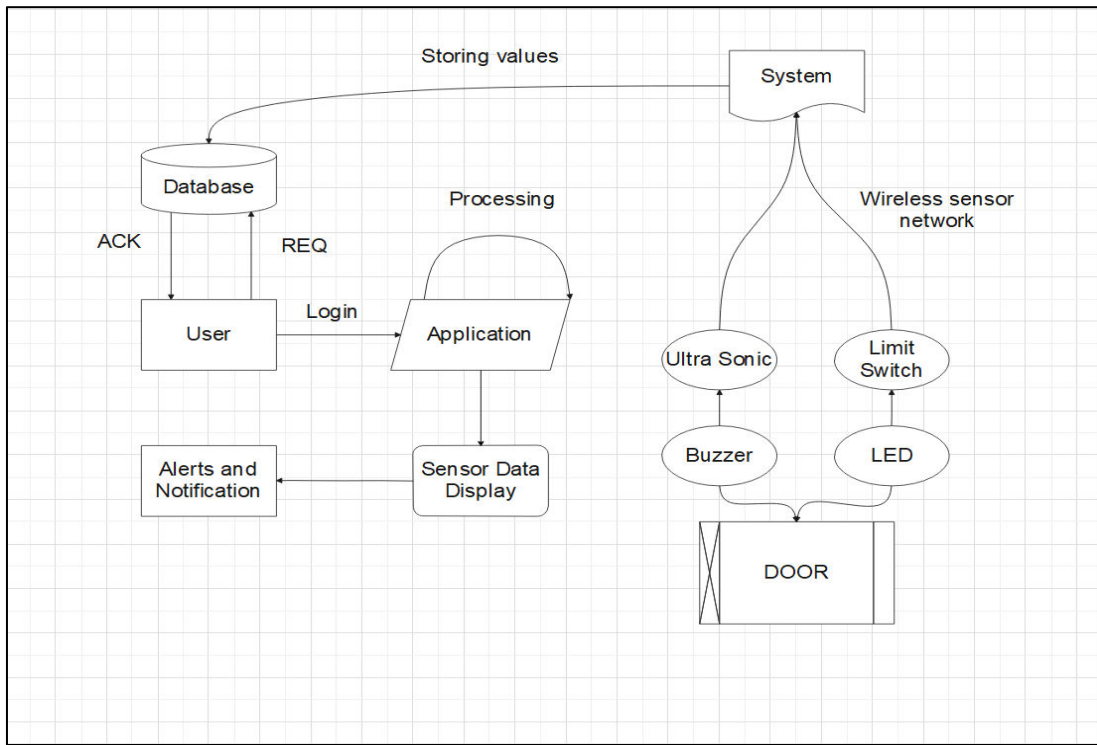 Storing values
System
Database
Processing
Wireless sensor
network
ACK
REQ
Login
User
Application
Ultra Sonic
Limit
Switch
Alerts and
Notification
Sensor Data
Display
Buzzer
LED
DOOR